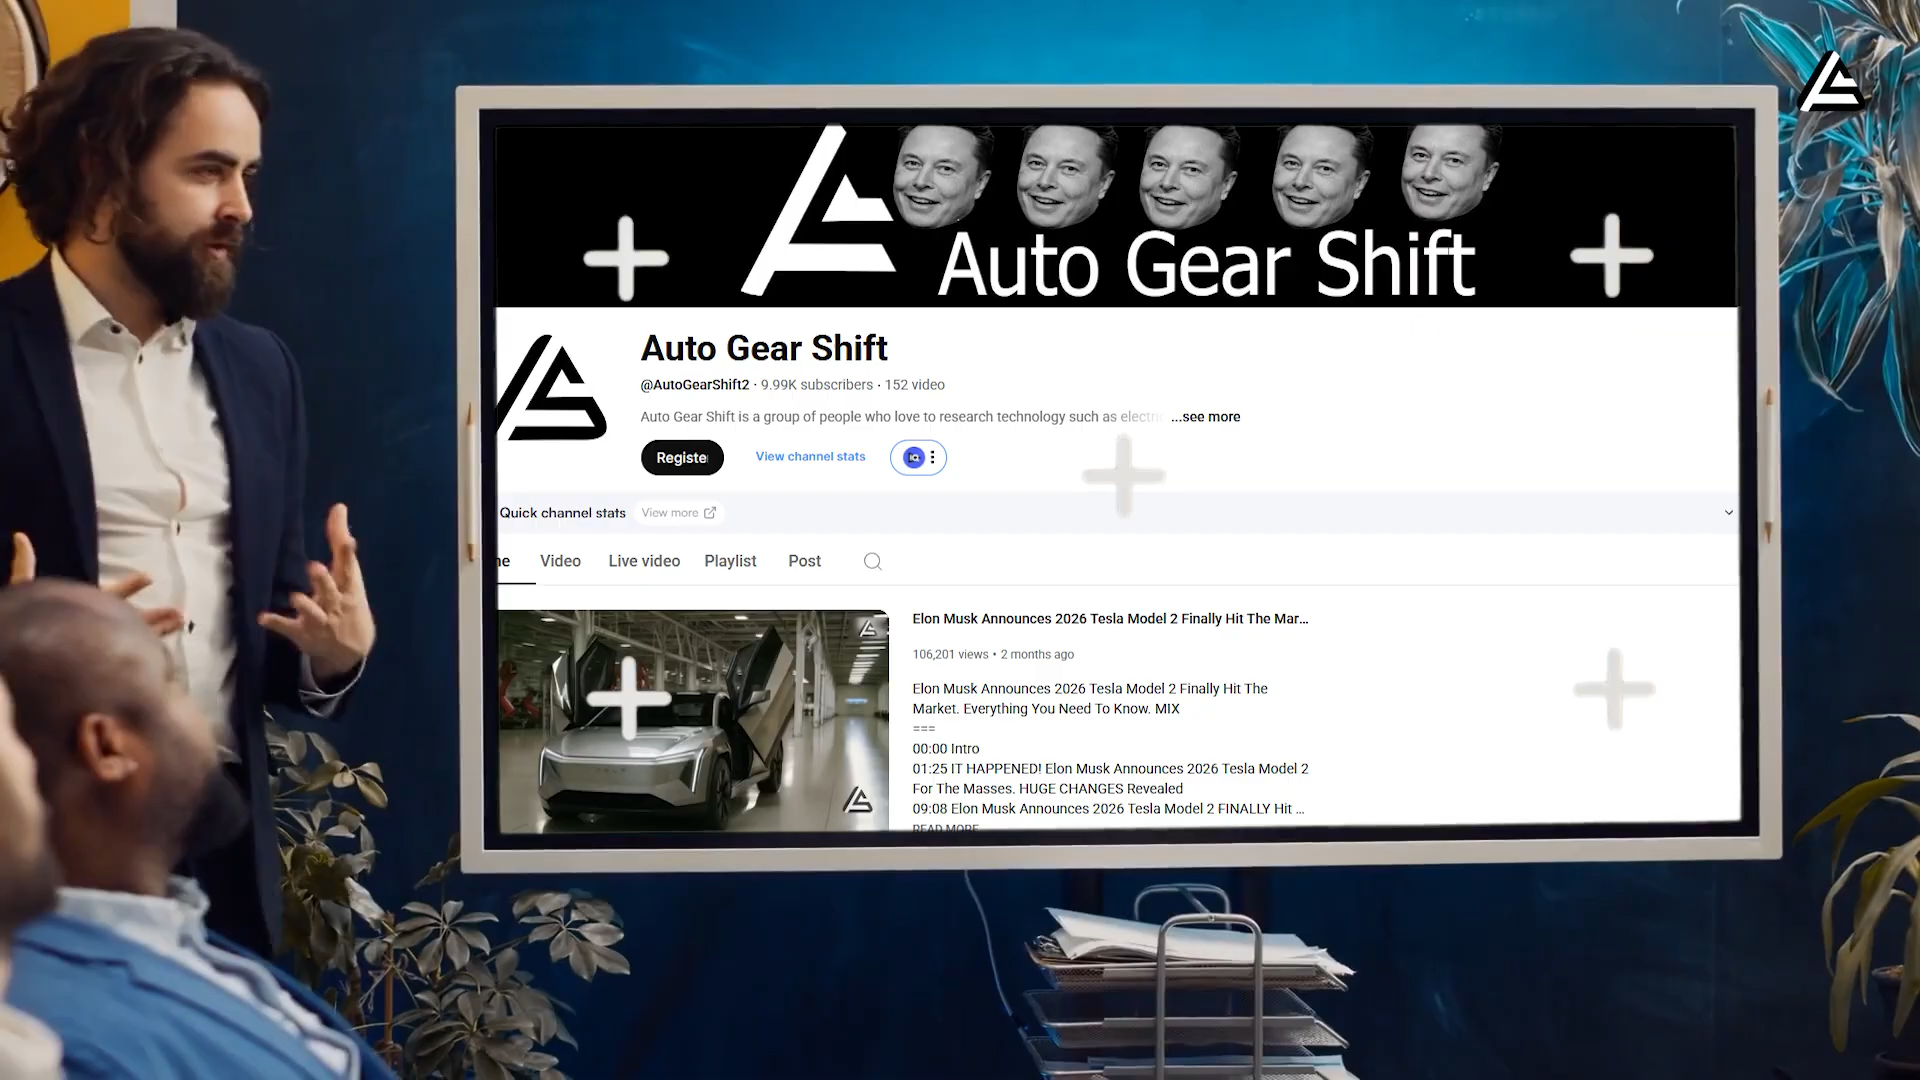 Auto Gear Shift
Auto Gear Shift
@AutoGearShift2 · 9.99K subscribers · 152 video
Auto Gear Shift is a group of people who love to research technology such as electri ...see more
Registe
View channel stats
Quick channel stats
View more
ne
Video
Live video
Playlist
Post
Elon Musk Announces 2026 Tesla Model 2 Finally Hit The Mar...
106,201 views • 2 months ago
Elon Musk Announces 2026 Tesla Model 2 Finally Hit The
Market. Everything You Need To Know. MIX
===
00:00 Intro
01:25 IT HAPPENED! Elon Musk Announces 2026 Tesla Model 2
For The Masses. HUGE CHANGES Revealed
09:08 Elon Musk Announces 2026 Tesla Model 2 FINALLY Hit ...
READ MORE